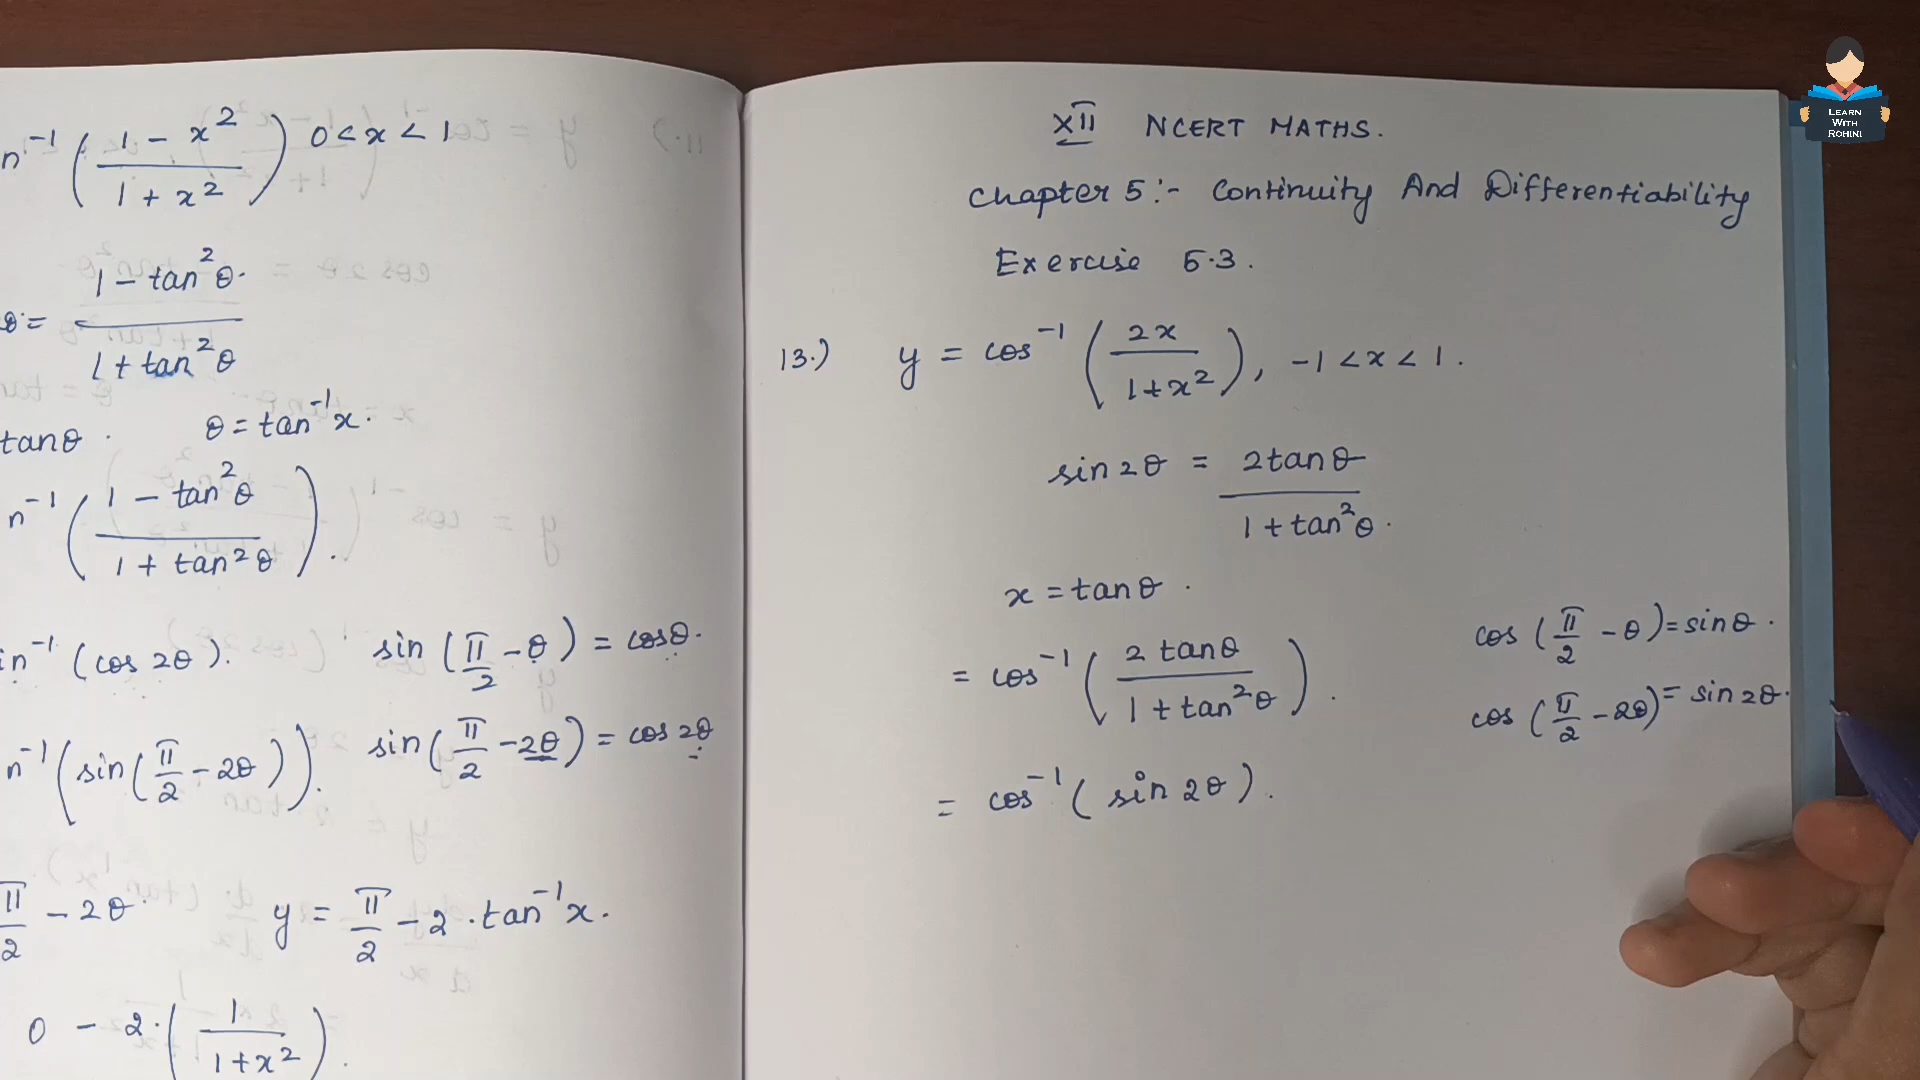 n⁻¹ (1 - x² / 1 + x²) 0 < x < 1
θ = 1 - tan²θ. / 1 + tan²θ
tanθ. θ = tan⁻¹x.
n⁻¹ (1 - tan²θ / 1 + tan²θ).
in⁻¹ (cos 2θ). sin (π/2 - θ) = cosθ.
n⁻¹ (sin (π/2 - 2θ)). sin (π/2 - 2θ) = cos 2θ
π/2 - 2θ. y = π/2 - 2 . tan⁻¹x.
0 - 2. (1 / 1 + x²).
XII NCERT MATHS.
Chapter 5 :- Continuity And Differentiability
Exercise 5.3.
13.) y = cos⁻¹ (2x / 1 + x²), -1 < x < 1.
sin 2θ = 2tanθ / 1 + tan²θ.
x = tanθ.
= cos⁻¹ (2 tanθ / 1 + tan²θ).
cos (π/2 - θ) = sinθ.
cos (π/2 - 2θ) = sin 2θ.
= cos⁻¹ (sin 2θ).
LEARN
WITH
ROHINI